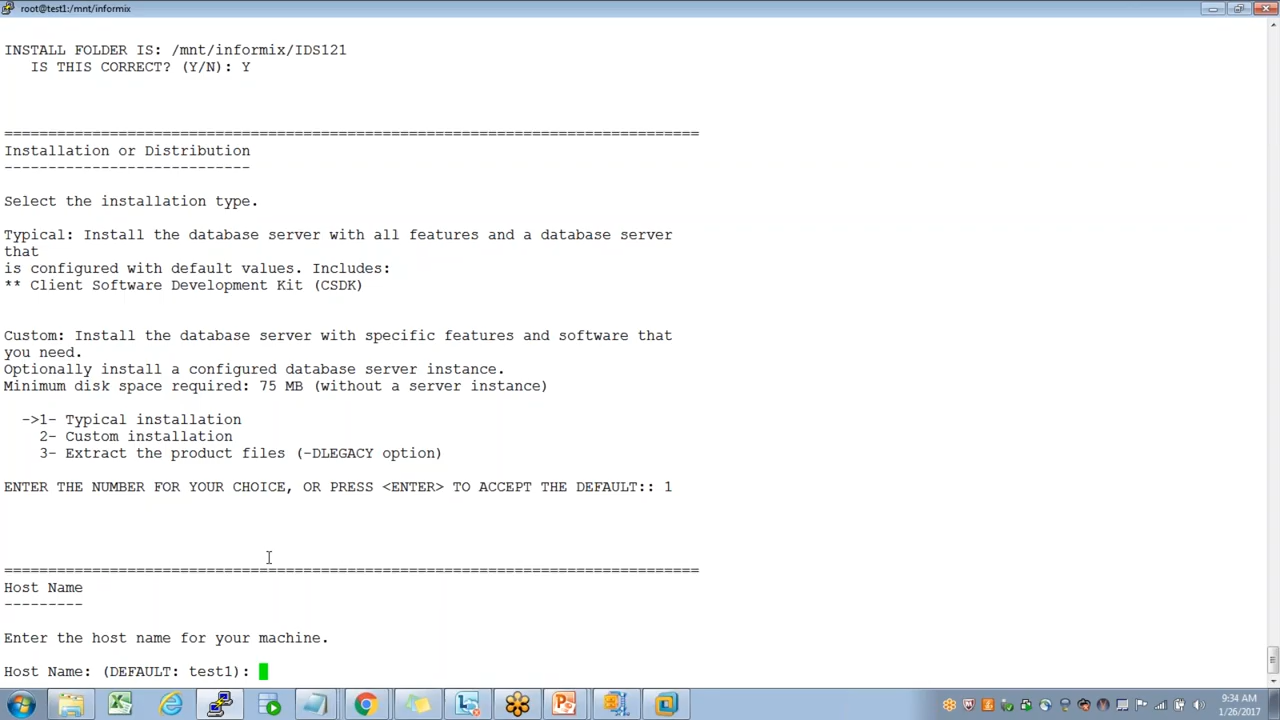 root@test1:/mnt/informix
INSTALL FOLDER IS: /mnt/informix/IDS121
IS THIS CORRECT? (Y/N): Y
===============================================================================
Installation or Distribution
----------------------------
Select the installation type.
Typical: Install the database server with all features and a database server
that
is configured with default values. Includes:
** Client Software Development Kit (CSDK)
Custom: Install the database server with specific features and software that
you need.
Optionally install a configured database server instance.
Minimum disk space required: 75 MB (without a server instance)
->1- Typical installation
2- Custom installation
3- Extract the product files (-DLEGACY option)
ENTER THE NUMBER FOR YOUR CHOICE, OR PRESS <ENTER> TO ACCEPT THE DEFAULT:: 1
===============================================================================
Host Name
---------
Enter the host name for your machine.
Host Name: (DEFAULT: test1):
9:34 AM
1/26/2017